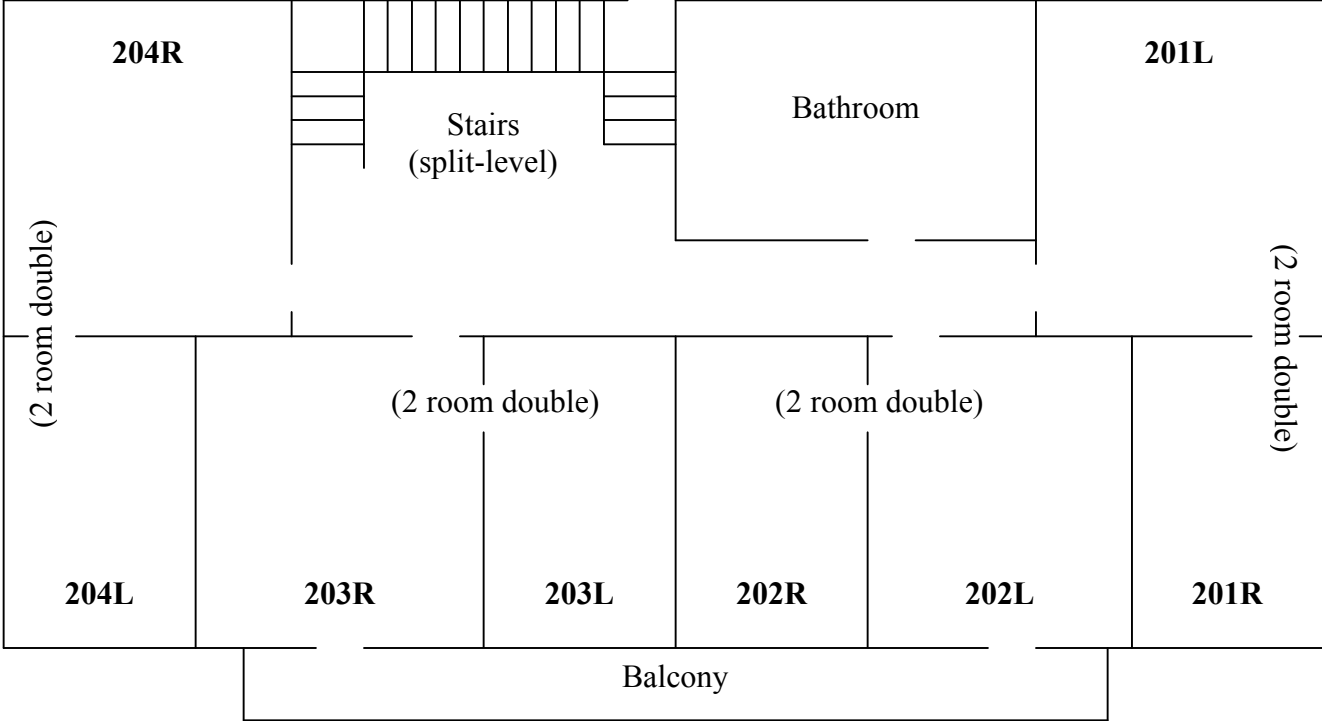 204R
201L
Bathroom
Stairs
(split-level)
(2 room double)
(2 room double)
(2 room double)
(2 room double)
204L
203R
203L
202R
202L
201R
Balcony